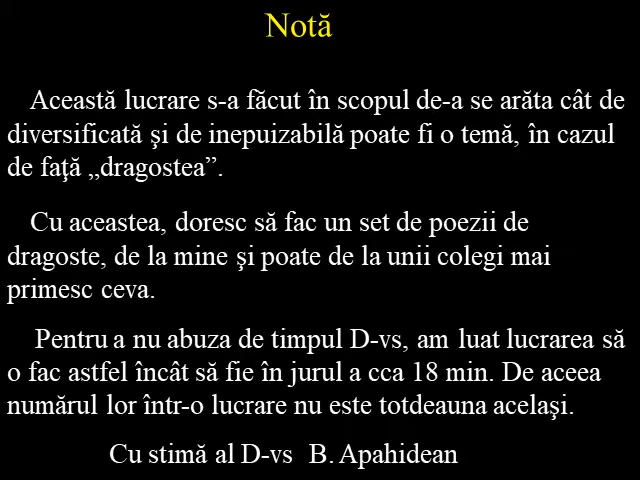 Notă
Această lucrare s-a făcut în scopul de-a se arăta cât de
diversificată şi de inepuizabilă poate fi o temă, în cazul
de faţă „dragostea”.
Cu aceastea, doresc să fac un set de poezii de
dragoste, de la mine şi poate de la unii colegi mai
primesc ceva.
Pentru a nu abuza de timpul D-vs, am luat lucrarea să
o fac astfel încât să fie în jurul a cca 18 min. De aceea
numărul lor într-o lucrare nu este totdeauna acelaşi.
Cu stimă al D-vs B. Apahidean